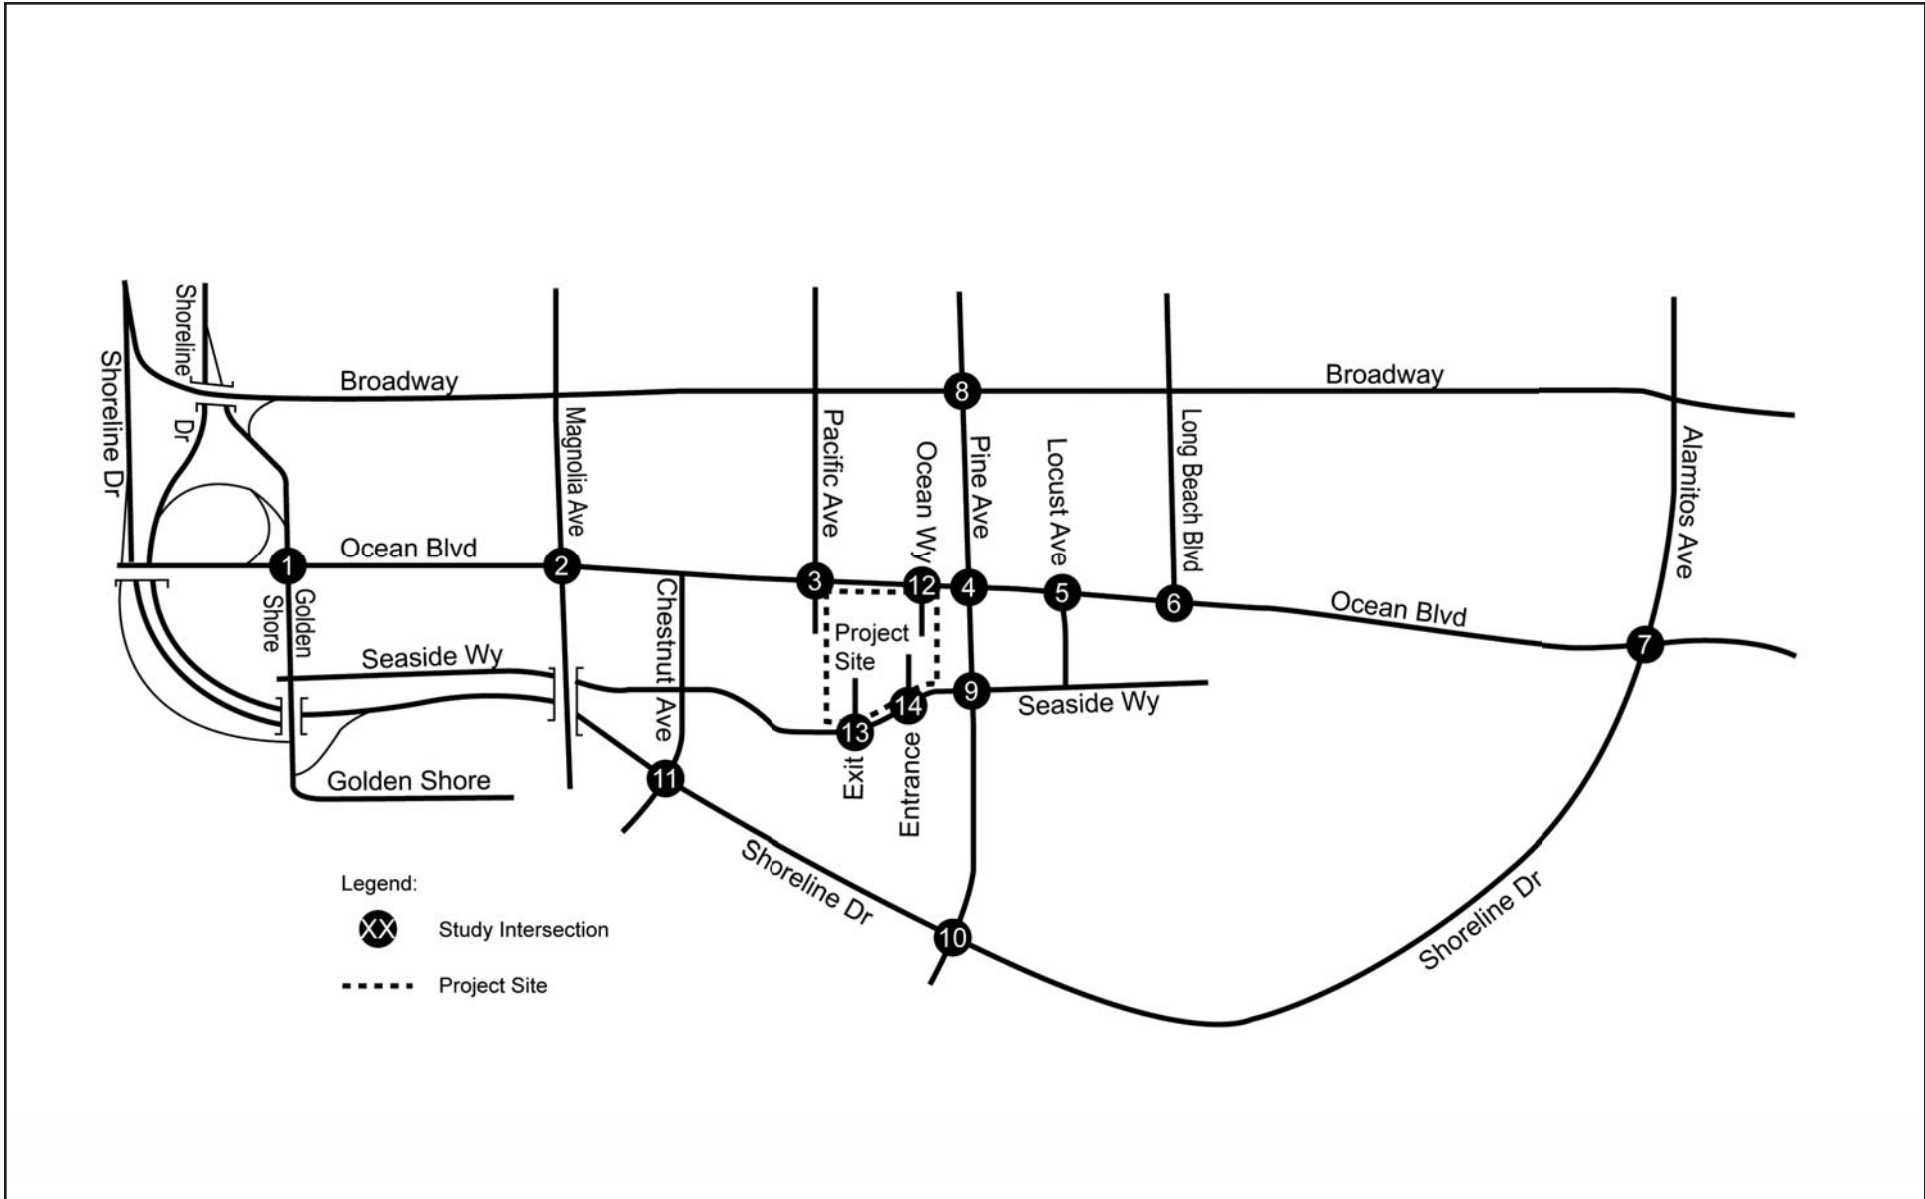 Shoreline
Dr
Shoreline Dr
Broadway
Broadway
Magnolia Ave
Pacific Ave
Ocean Wy
Pine Ave
Locust Ave
Long Beach Blvd
Alamitos Ave
8
Ocean Blvd
1
2
3
12
4
5
6
Ocean Blvd
7
Golden
Shore
Chestnut Ave
Project
Site
Seaside Wy
9
Seaside Wy
14
13
Exit
Entrance
11
Golden Shore
Shoreline Dr
10
Shoreline Dr
Legend:
XX
Study Intersection
Project Site